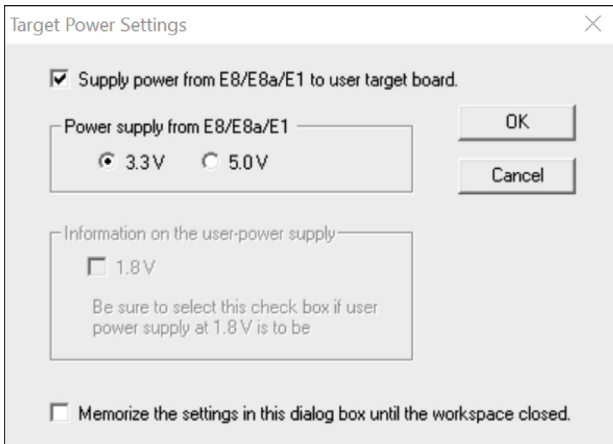 Target Power Settings
Supply power from E8/E8a/E1 to user target board.
Power supply from E8/E8a/E1
3.3 V
5.0 V
OK
Cancel
Information on the user-power supply
1.8 V
Be sure to select this check box if user
power supply at 1.8 V is to be
Memorize the settings in this dialog box until the workspace closed.